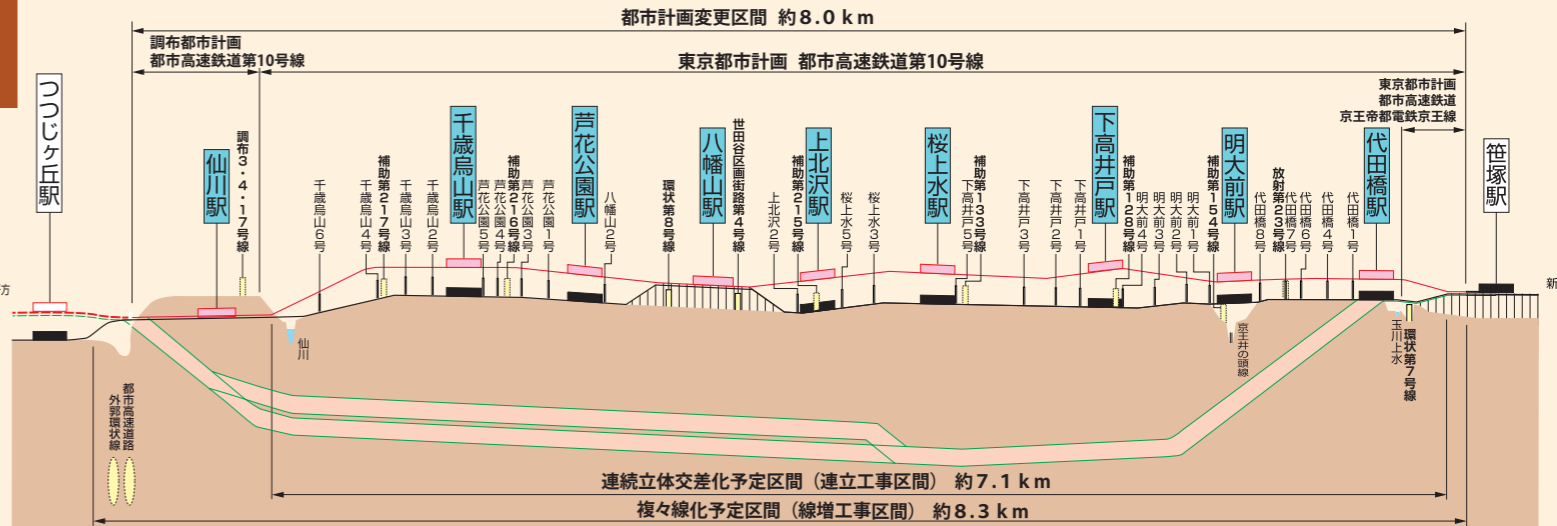 都市計画変更区間 約8.0km
調布都市計画
都市高速鉄道第10号線
東京都市計画 都市高速鉄道第10号線
東京都市計画
都市高速鉄道
京王帝都電鉄京王線
つつじヶ丘駅
仙川駅
調布3・4・17号線
千歳烏山6号
千歳烏山4号
補助第217号線
千歳烏山3号
千歳烏山2号
千歳烏山駅
芦花公園5号
芦花公園4号
補助第216号線
芦花公園3号
芦花公園1号
芦花公園駅
八幡山2号
環状第8号線
八幡山駅
世田谷区画街路第4号線
上北沢2号
補助第215号線
上北沢駅
桜上水5号
桜上水3号
桜上水駅
下高井戸5号
補助第133号線
下高井戸3号
下高井戸2号
下高井戸1号
下高井戸駅
補助第128号線
明大前4号
明大前3号
明大前2号
明大前1号
補助第154号線
明大前駅
代田橋8号
放射第23号線
代田橋7号
代田橋6号
代田橋4号
代田橋1号
代田橋駅
笹塚駅
方
新
仙川
京王井の頭線
玉川上水
環状第7号線
都市高速道路
外郭環状線
連続立体交差化予定区間（連立工事区間） 約7.1km
複々線化予定区間（線増工事区間） 約8.3km